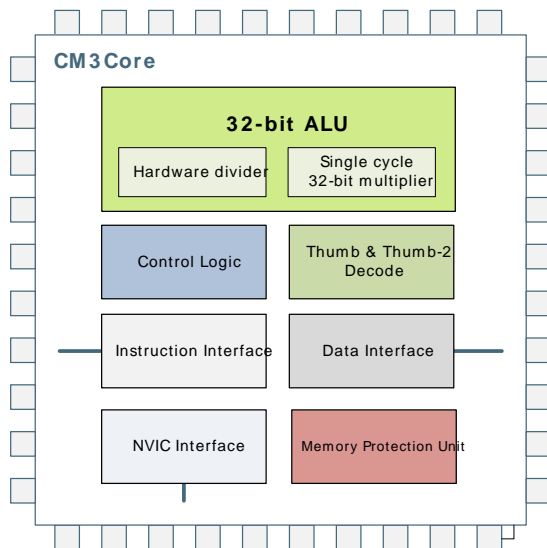 CM3Core
32-bit ALU
Hardware divider
Single cycle
32-bit multiplier
Control Logic
Thumb & Thumb-2
Decode
Instruction Interface
Data Interface
NVIC Interface
Memory Protection Unit